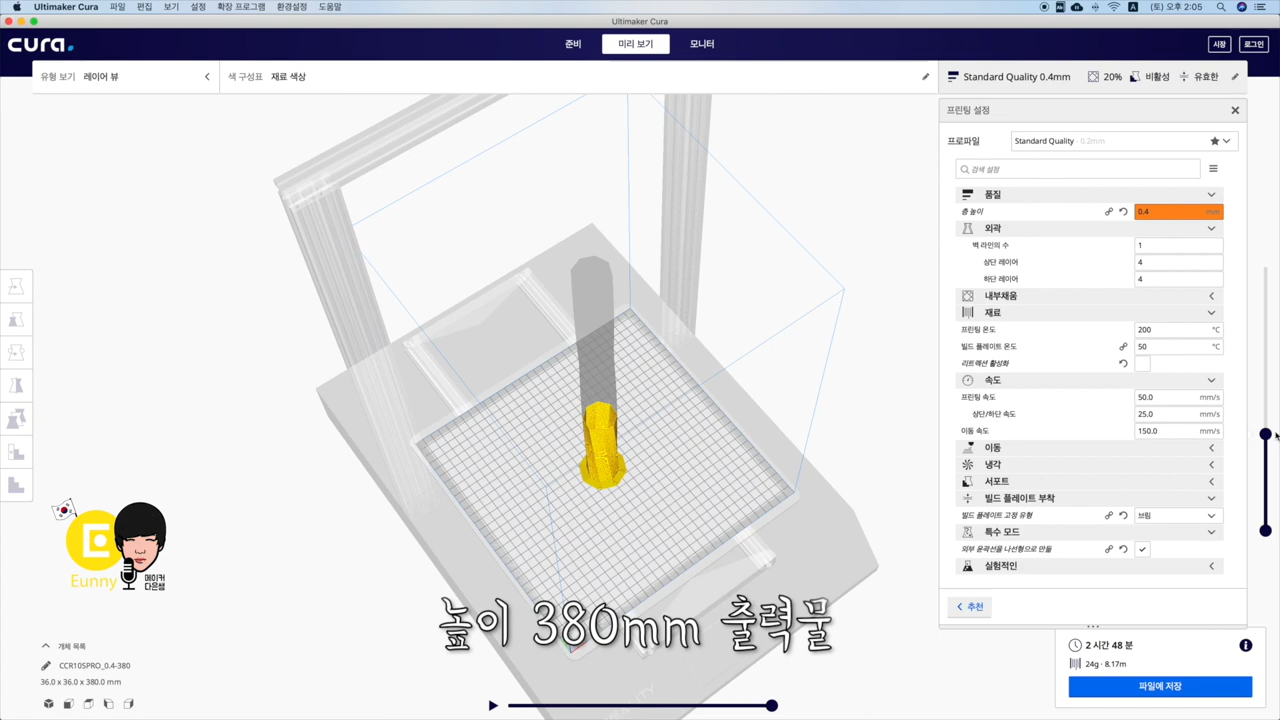 Ultimaker Cura 파일 편집 보기 설정 확장 프로그램 환경설정 도움말 (토) 오후 2:05
Ultimaker Cura
cura. 준비 미리 보기 모니터 시장 로그인
유형 보기 레이어 뷰 색 구성표 재료 색상 Standard Quality 0.4mm 20% 비활성 유효한
프린팅 설정
프로파일 Standard Quality - 0.2mm
검색 설정
품질
층 높이 0.4 mm
외곽
벽 라인의 수 1
상단 레이어 4
하단 레이어 4
내부채움
재료
프린팅 온도 200 °C
빌드 플레이트 온도 50 °C
리트렉션 활성화
속도
프린팅 속도 50.0 mm/s
상단/하단 속도 25.0 mm/s
이동 속도 150.0 mm/s
이동
냉각
서포트
빌드 플레이트 부착
빌드 플레이트 고정 유형 브림
특수 모드
외부 윤곽선을 나선형으로 만듦
실험적인
추천
E
Eunny
메이커
다은쌤
높이 380mm 출력물
개체 목록
CCR10SPRO_0.4-380
36.0 x 36.0 x 380.0 mm
2 시간 48 분
24g · 8.17m
파일에 저장